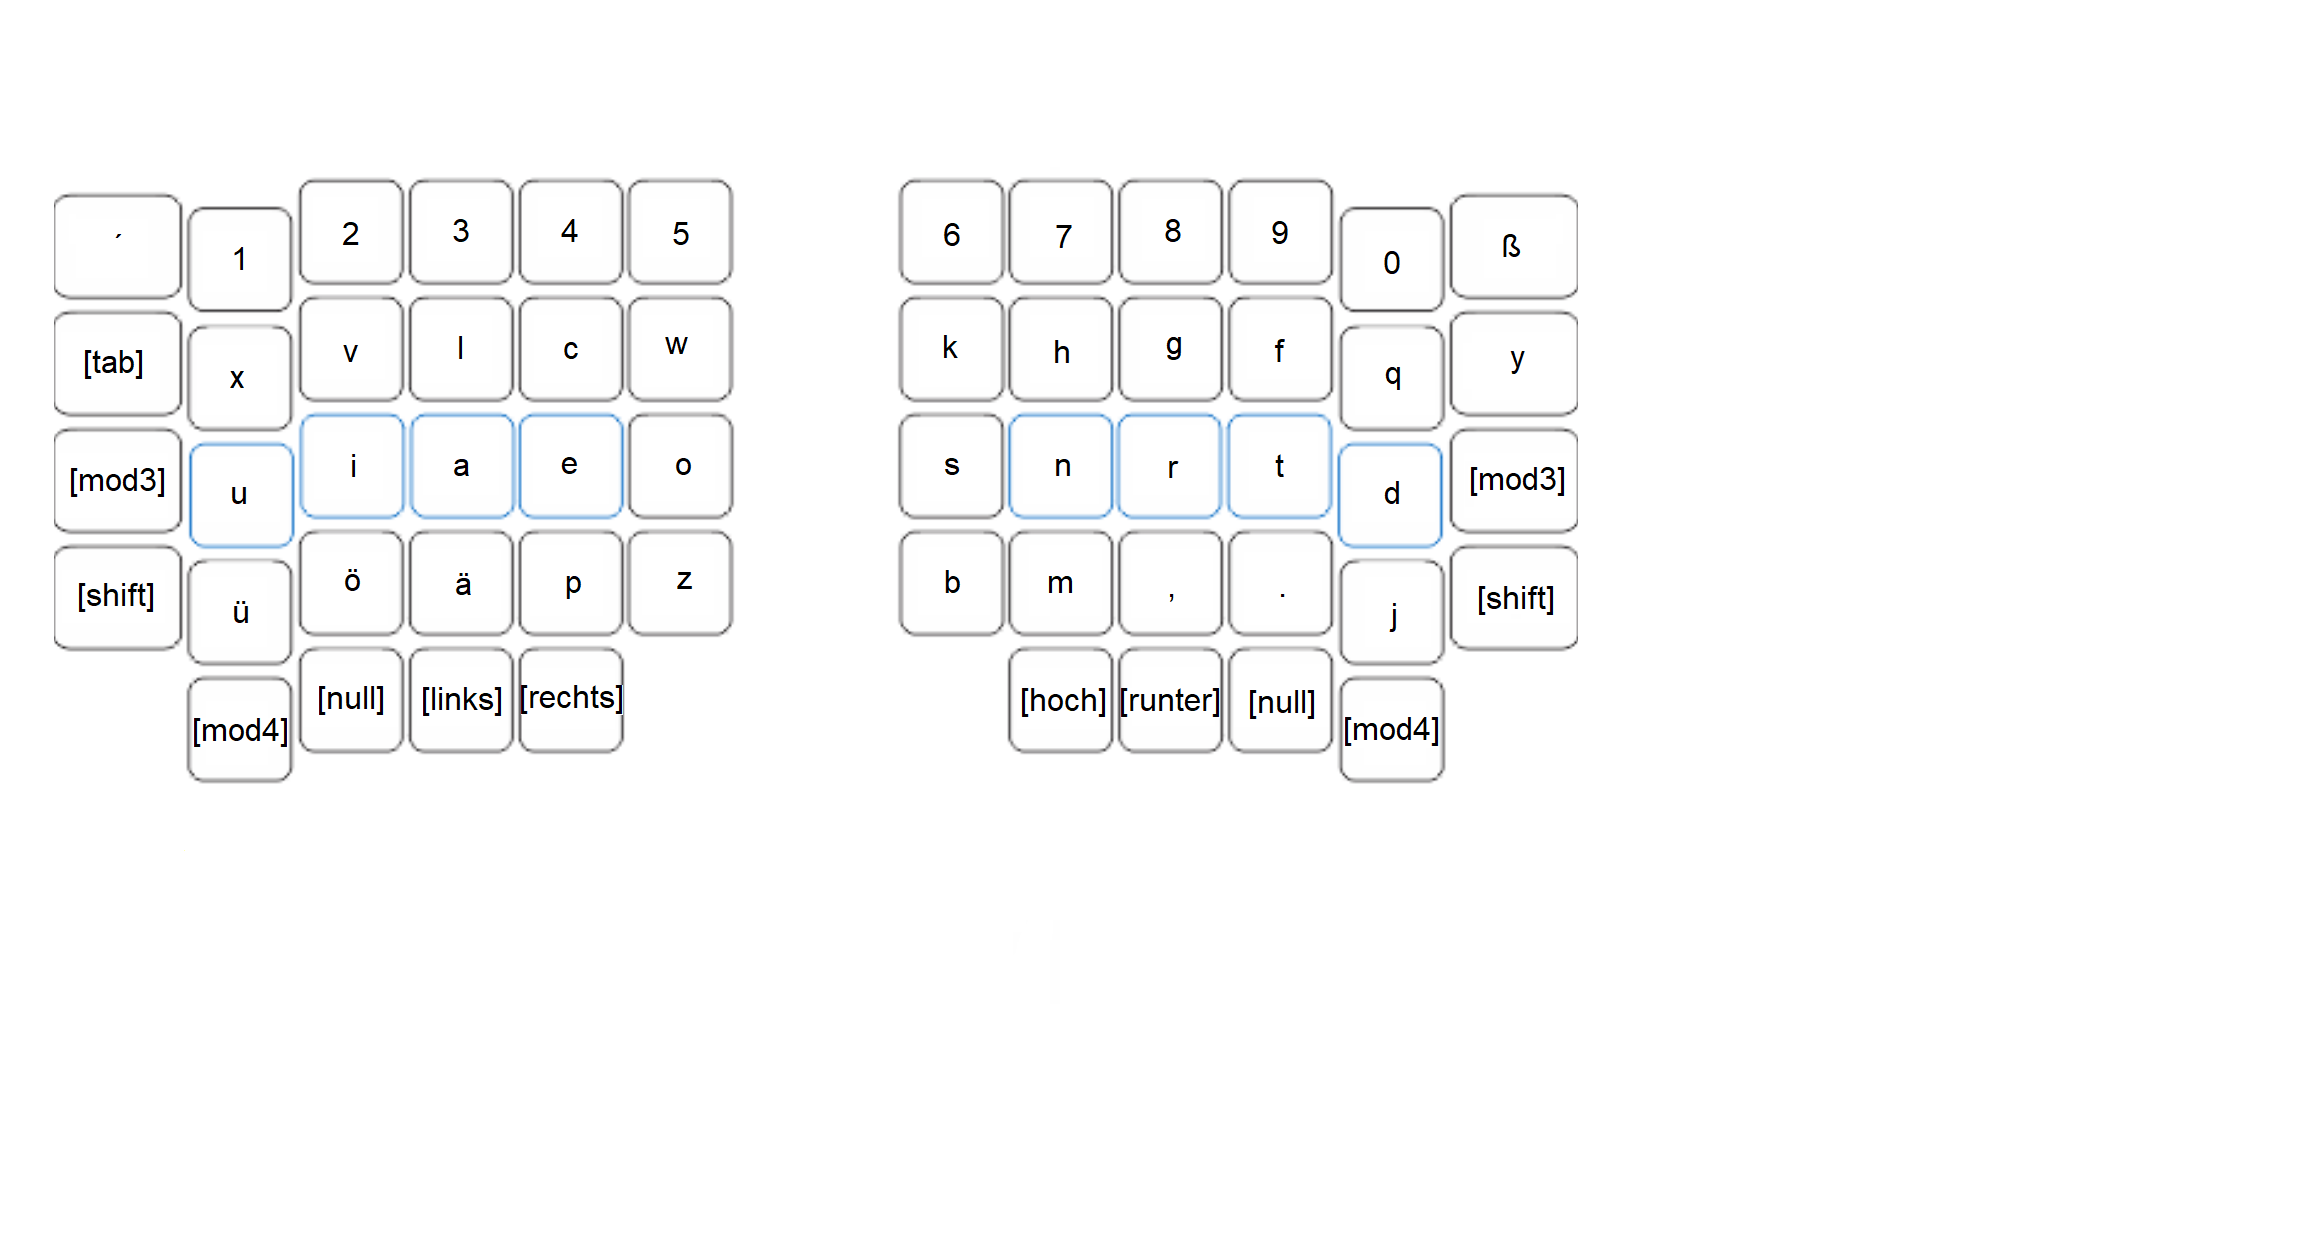 ´ 1 2 3 4 5 6 7 8 9 0 ß
[tab] x v l c w k h g f q y
[mod3] u i a e o s n r t d [mod3]
[shift] ü ö ä p z b m , . j [shift]
[mod4] [null] [links] [rechts] [hoch] [runter] [null] [mod4]